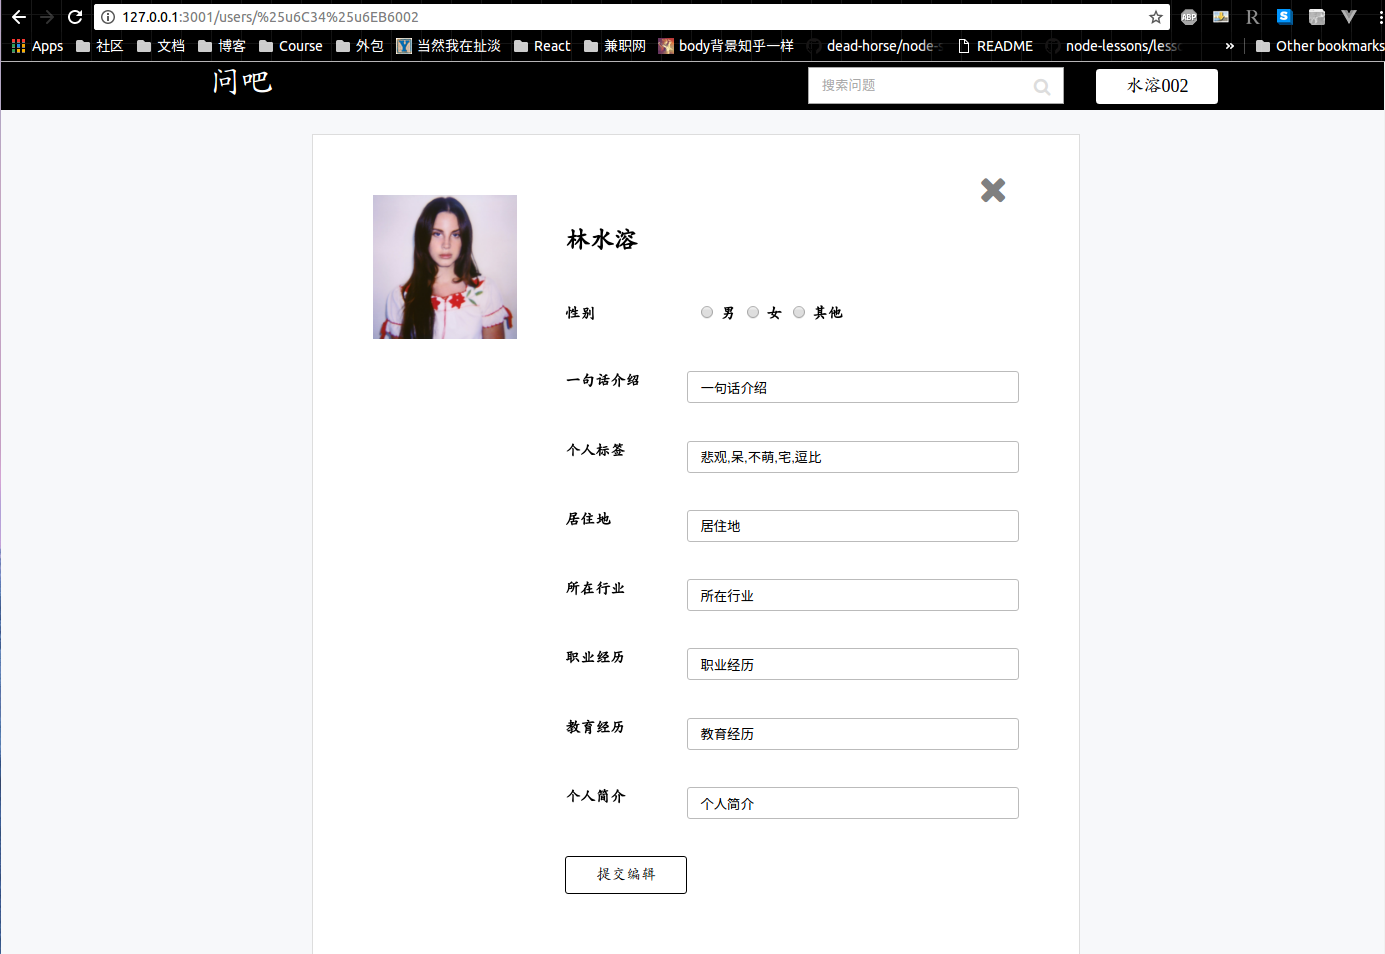 127.0.0.1:3001/users/%25u6C34%25u6EB6002
ABP R S
Apps 社区 文档 博客 Course 外包 当然我在扯淡 React 兼职网 body背景知乎一样 dead-horse/node-s README node-lessons/less » Other bookmarks
问吧 搜索问题 水溶002
林水溶
性别 男 女 其他
一句话介绍 一句话介绍
个人标签 悲观,呆,不萌,宅,逗比
居住地 居住地
所在行业 所在行业
职业经历 职业经历
教育经历 教育经历
个人简介 个人简介
提交编辑